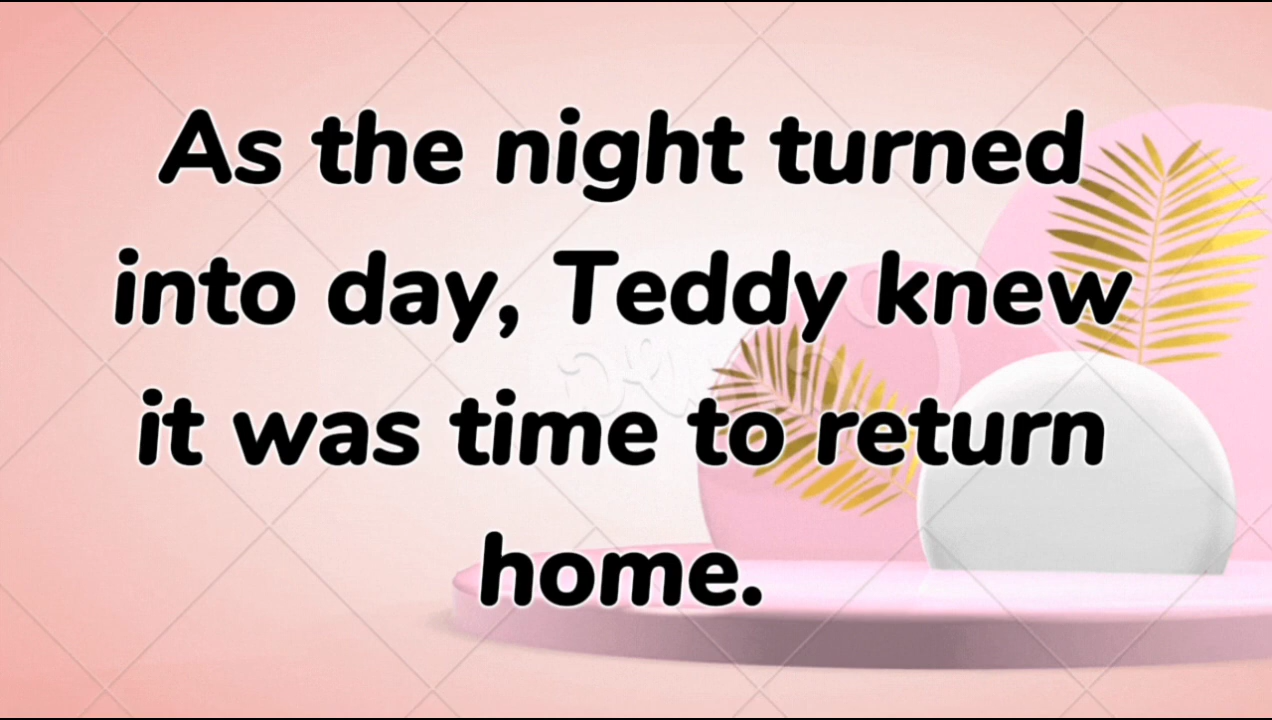 As the night turned
into day, Teddy knew
it was time to return
home.